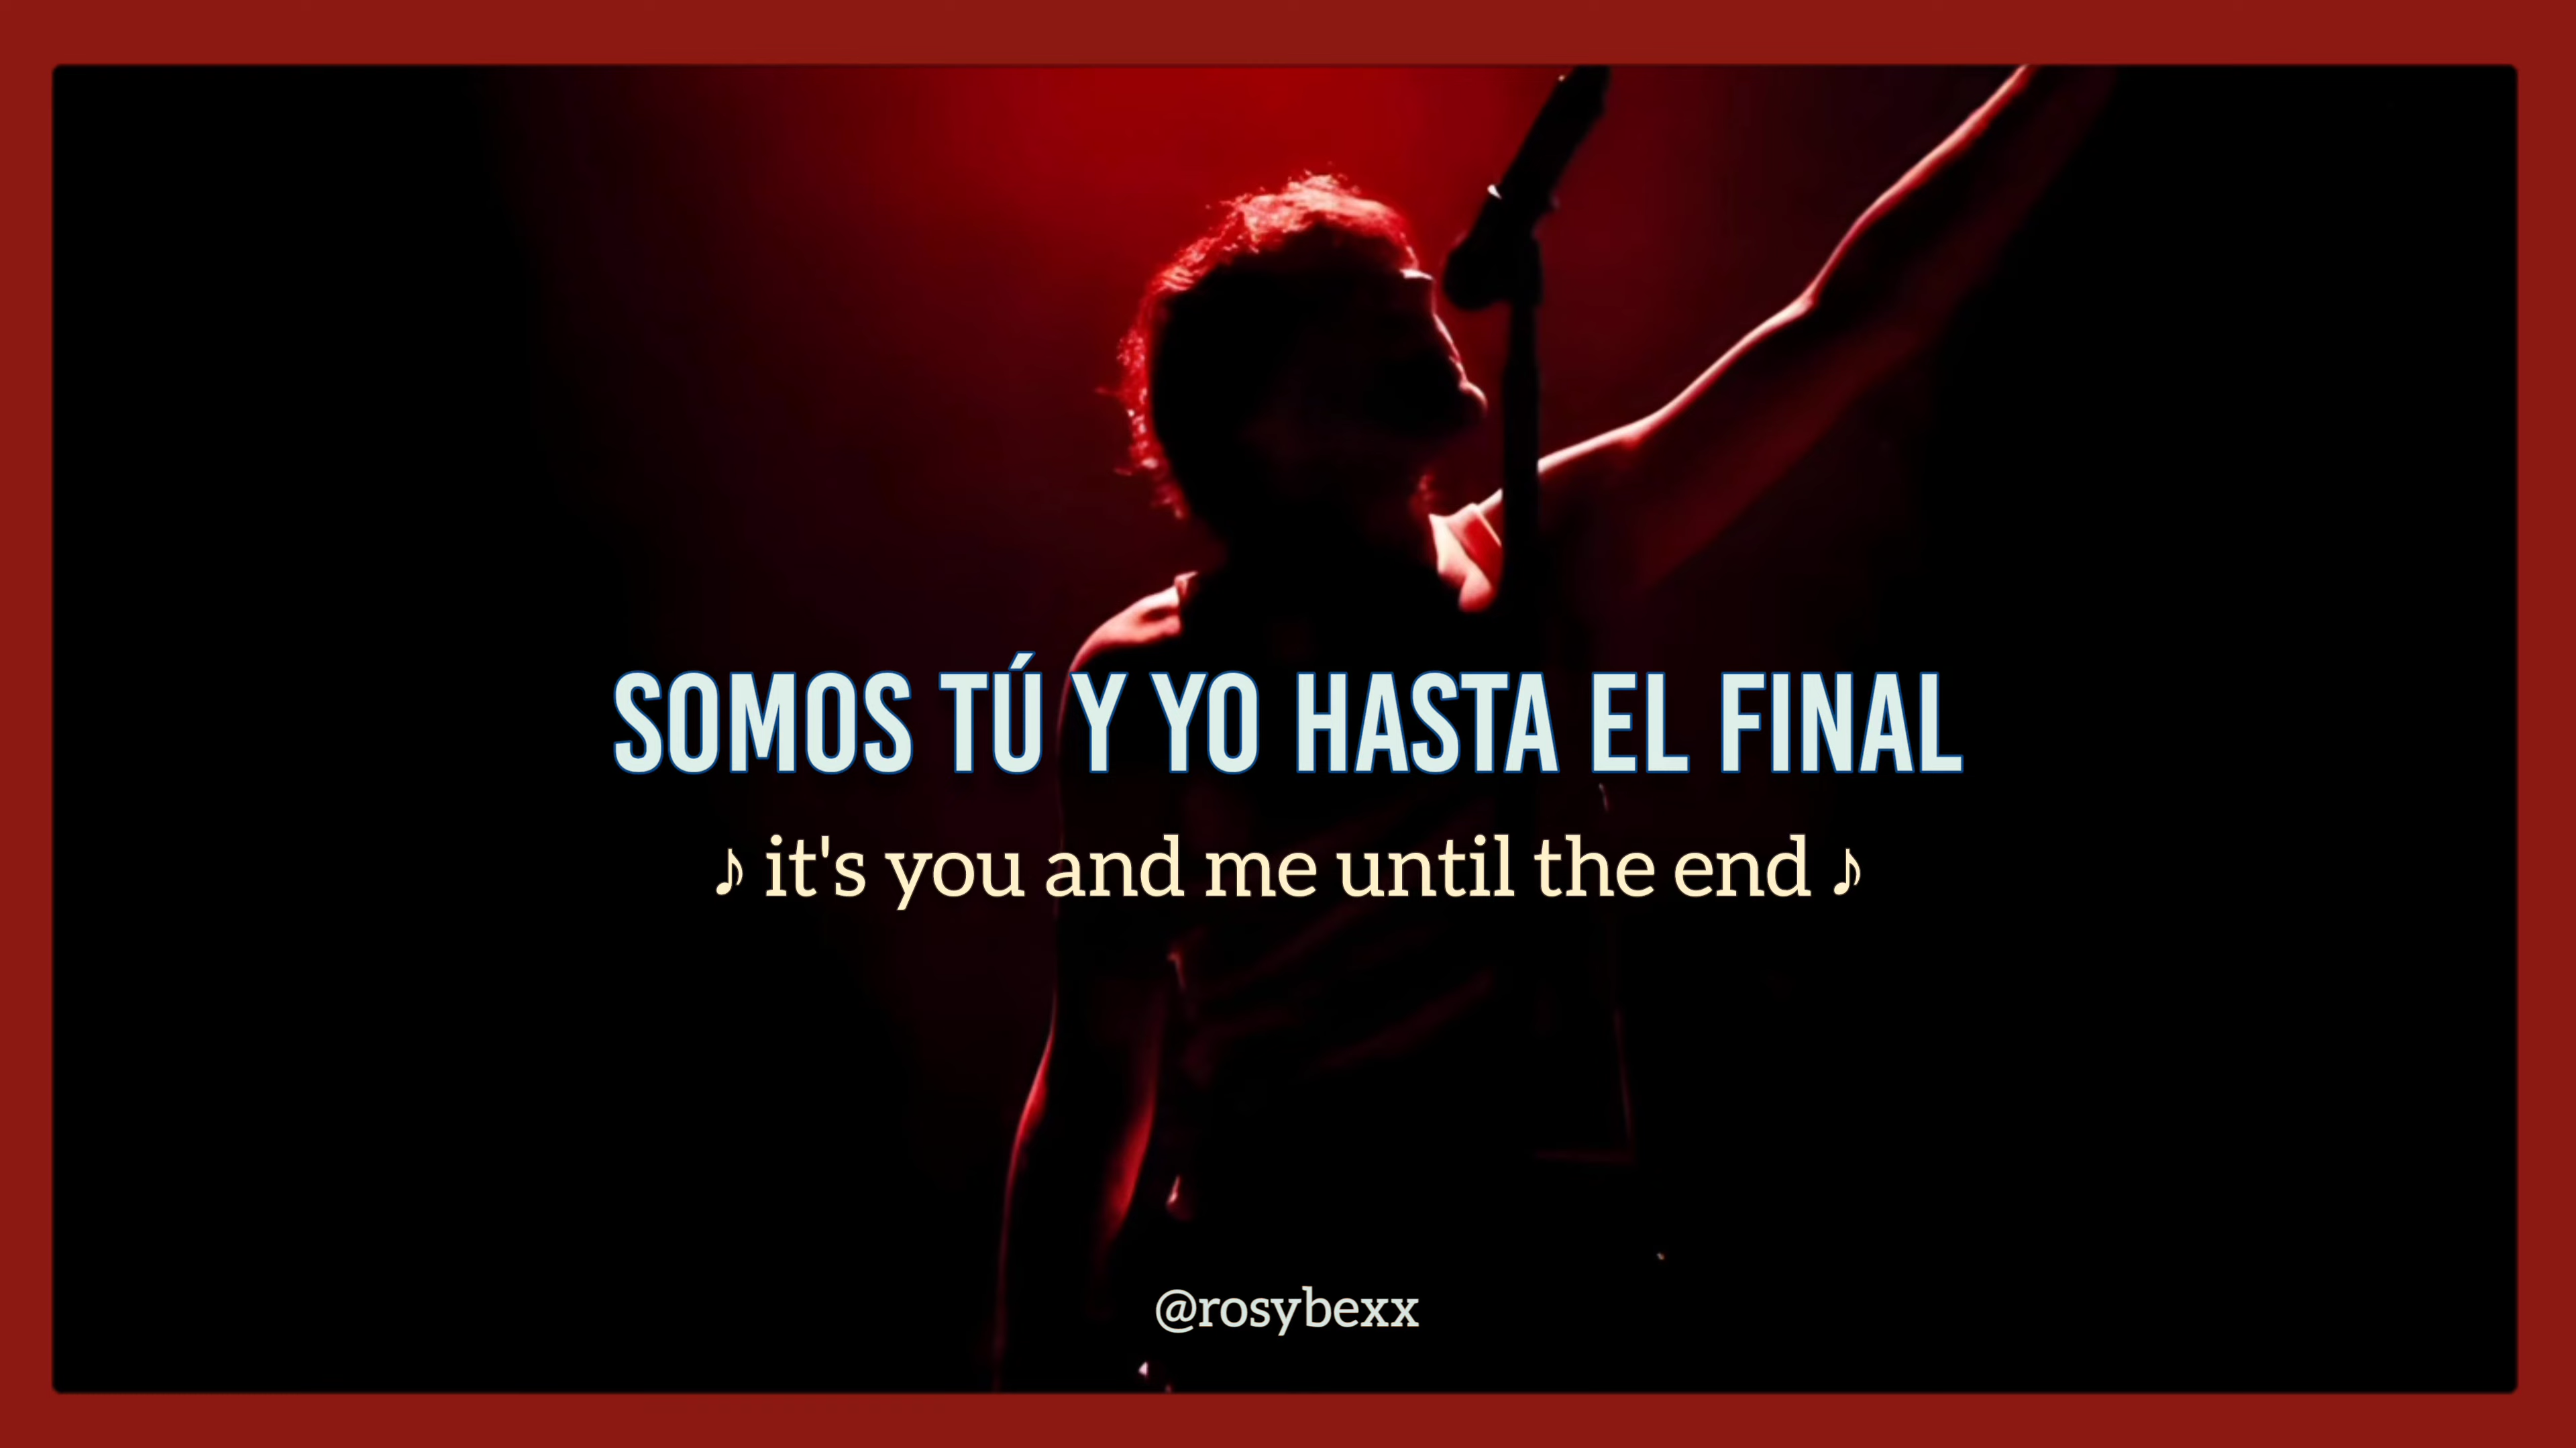 SOMOS TÚ Y YO HASTA EL FINAL
♪ it's you and me until the end ♪
@rosybexx